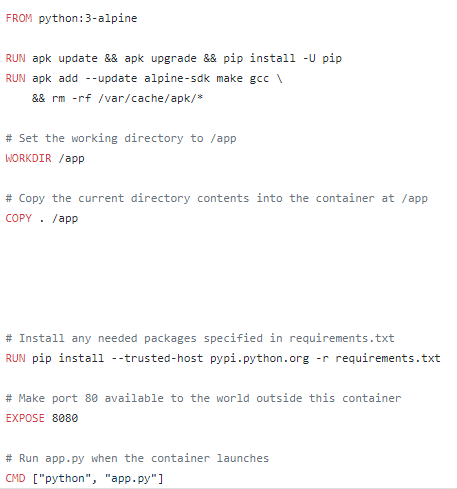 FROM python:3-alpine
RUN apk update && apk upgrade && pip install -U pip
RUN apk add --update alpine-sdk make gcc \
    && rm -rf /var/cache/apk/*
# Set the working directory to /app
WORKDIR /app
# Copy the current directory contents into the container at /app
COPY . /app
# Install any needed packages specified in requirements.txt
RUN pip install --trusted-host pypi.python.org -r requirements.txt
# Make port 80 available to the world outside this container
EXPOSE 8080
# Run app.py when the container launches
CMD ["python", "app.py"]